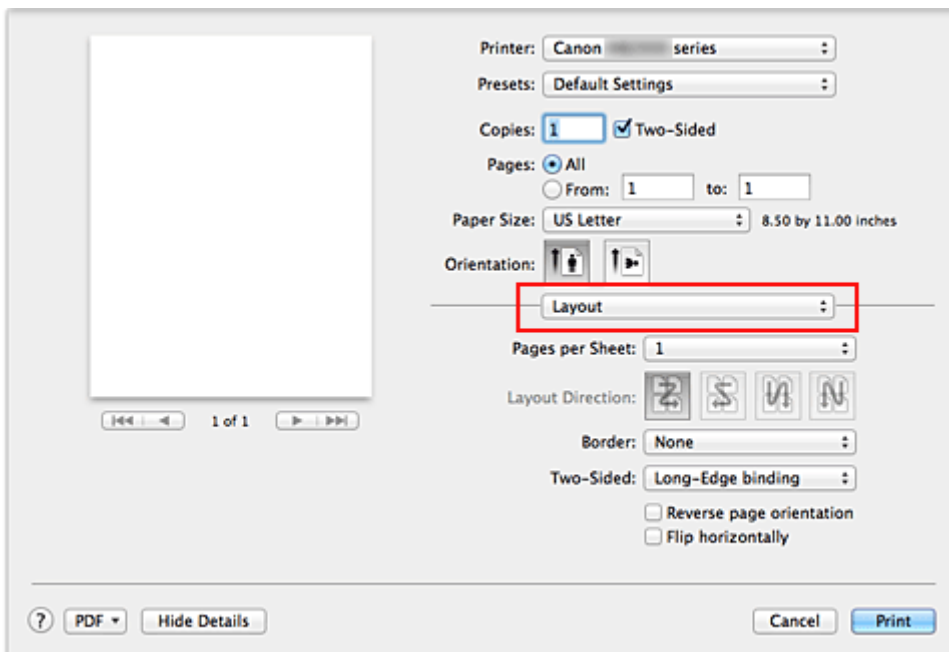 Printer: Canon series
Presets: Default Settings
Copies: 1 Two-Sided
Pages: All
From: 1 to: 1
Paper Size: US Letter 8.50 by 11.00 inches
Orientation:
Layout
Pages per Sheet: 1
Layout Direction:
Border: None
Two-Sided: Long-Edge binding
Reverse page orientation
Flip horizontally
1 of 1
? PDF Hide Details Cancel Print